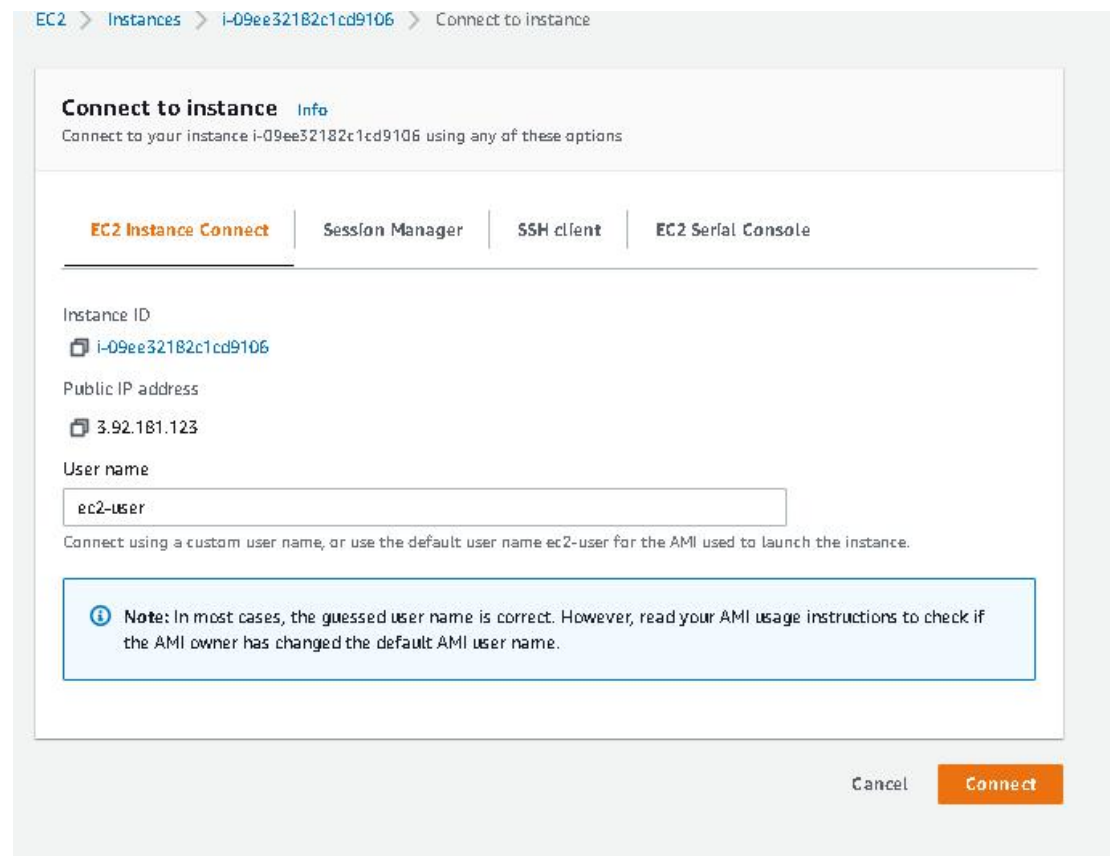 EC2 > Instances > i-09ee32182c1cd9106 > Connect to instance
Connect to instance Info
Connect to your instance i-09ee32182c1cd9106 using any of these options
EC2 Instance Connect Session Manager SSH client EC2 Serial Console
Instance ID
i-09ee32182c1cd9106
Public IP address
3.92.181.123
User name
ec2-user
Connect using a custom user name, or use the default user name ec2-user for the AMI used to launch the instance.
Note: In most cases, the guessed user name is correct. However, read your AMI usage instructions to check if
the AMI owner has changed the default AMI user name.
Cancel Connect